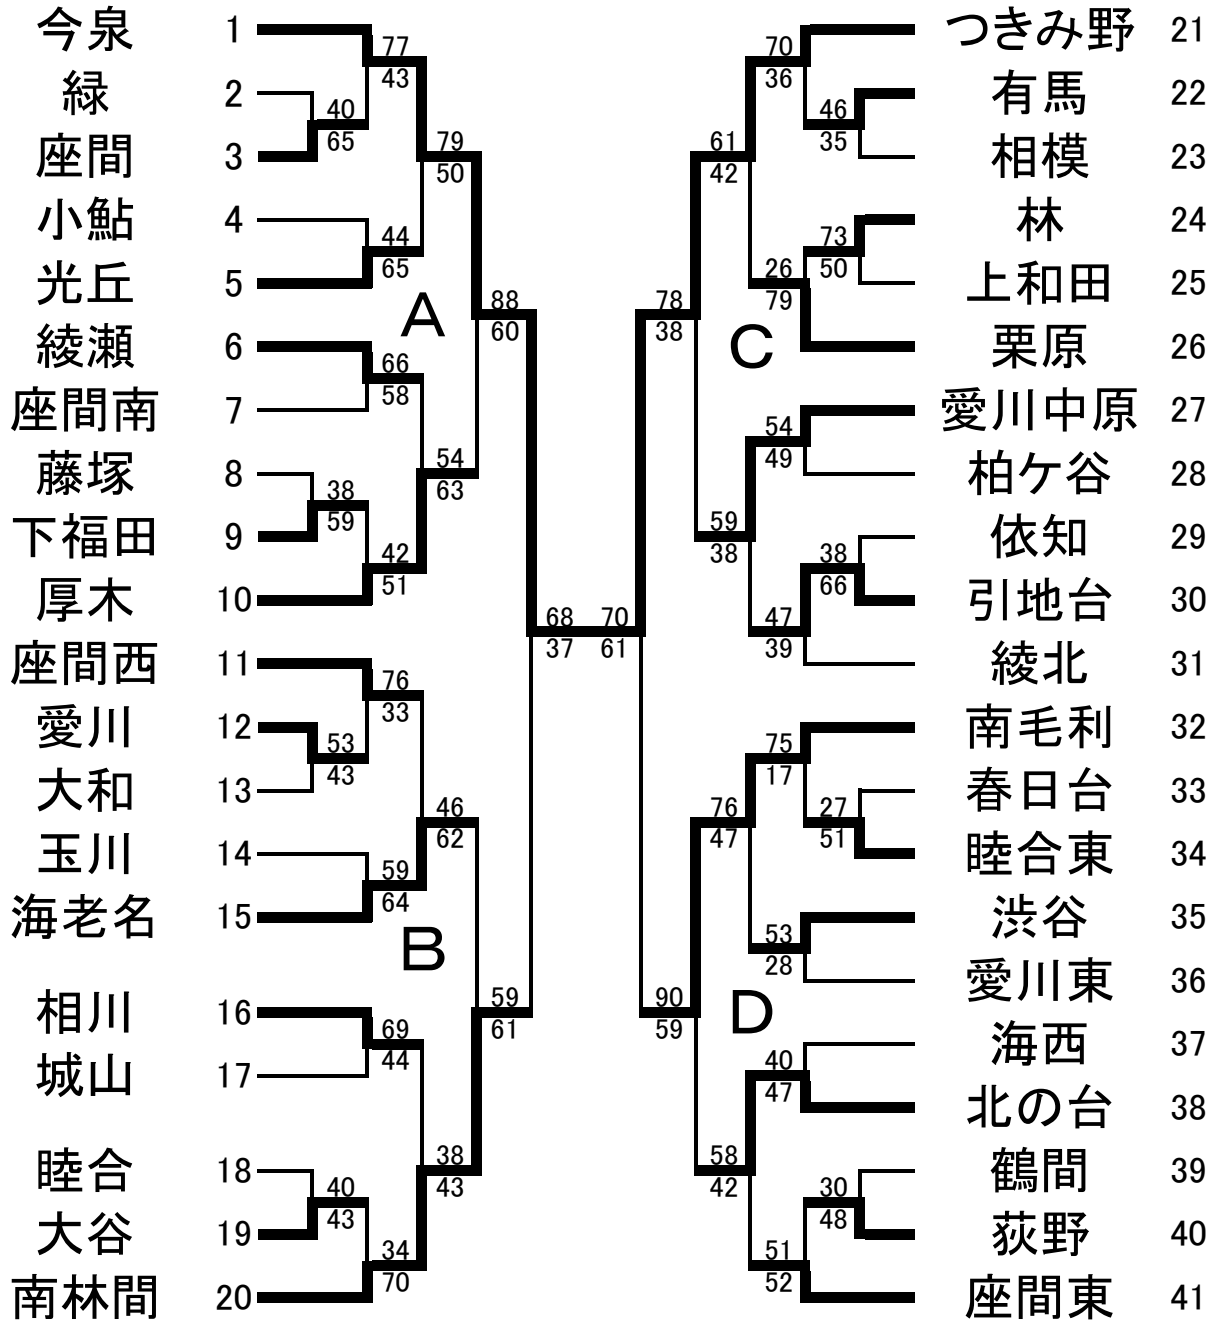 今泉 1
緑 2
座間 3
小鮎 4
光丘 5
綾瀬 6
座間南 7
藤塚 8
下福田 9
厚木 10
座間西 11
愛川 12
大和 13
玉川 14
海老名 15
相川 16
城山 17
睦合 18
大谷 19
南林間 20
77
43
40
65
79
50
44
65
A
88
60
66
58
54
63
38
59
42
51
68
37
76
33
53
43
46
62
59
64
B
59
61
69
44
38
43
40
43
34
70
70
61
70
36
46
35
61
42
73
50
26
79
C
78
38
54
49
59
38
38
66
47
39
75
17
27
51
76
47
53
28
D
90
59
40
47
58
42
30
48
51
52
つきみ野 21
有馬 22
相模 23
林 24
上和田 25
栗原 26
愛川中原 27
柏ケ谷 28
依知 29
引地台 30
綾北 31
南毛利 32
春日台 33
睦合東 34
渋谷 35
愛川東 36
海西 37
北の台 38
鶴間 39
荻野 40
座間東 41